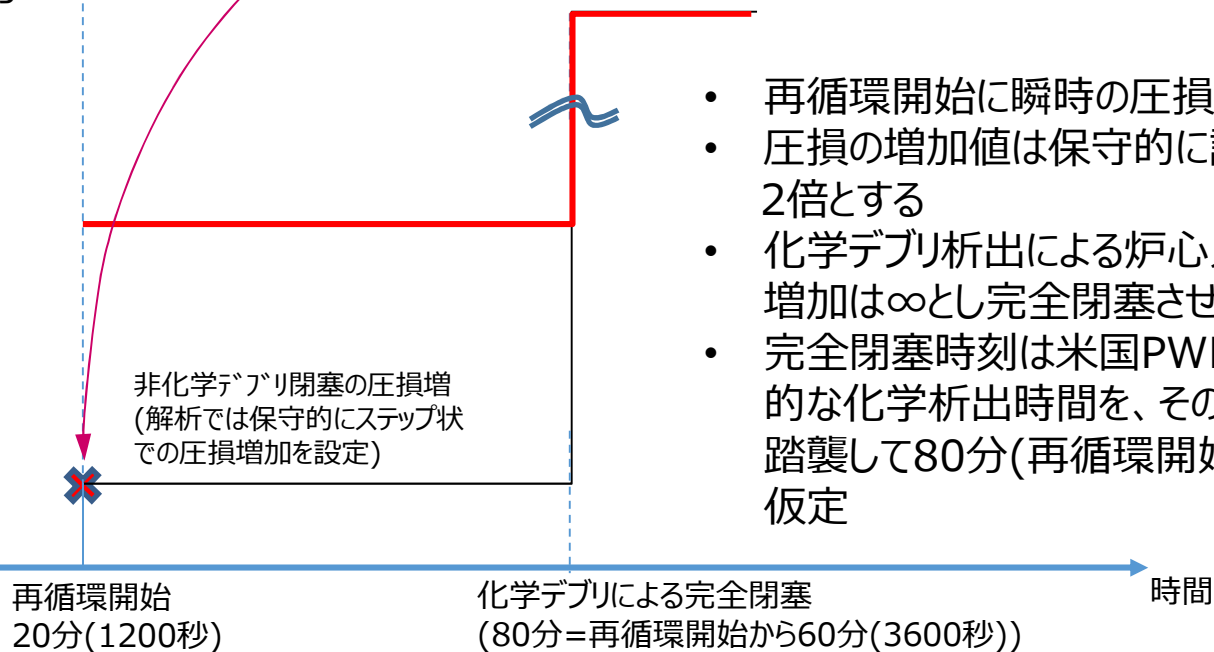 • 再循環開始に瞬時の圧損
• 圧損の増加値は保守的に
2倍とする
• 化学デブリ析出による炉心
増加は∞とし完全閉塞させ
• 完全閉塞時刻は米国PW
的な化学析出時間を、その
踏襲して80分(再循環開
仮定
非化学ﾃﾞﾌﾞﾘ閉塞の圧損増
(解析では保守的にステップ状
での圧損増加を設定)
再循環開始
20分(1200秒)
化学デブリによる完全閉塞
(80分=再循環開始から60分(3600秒))
時間